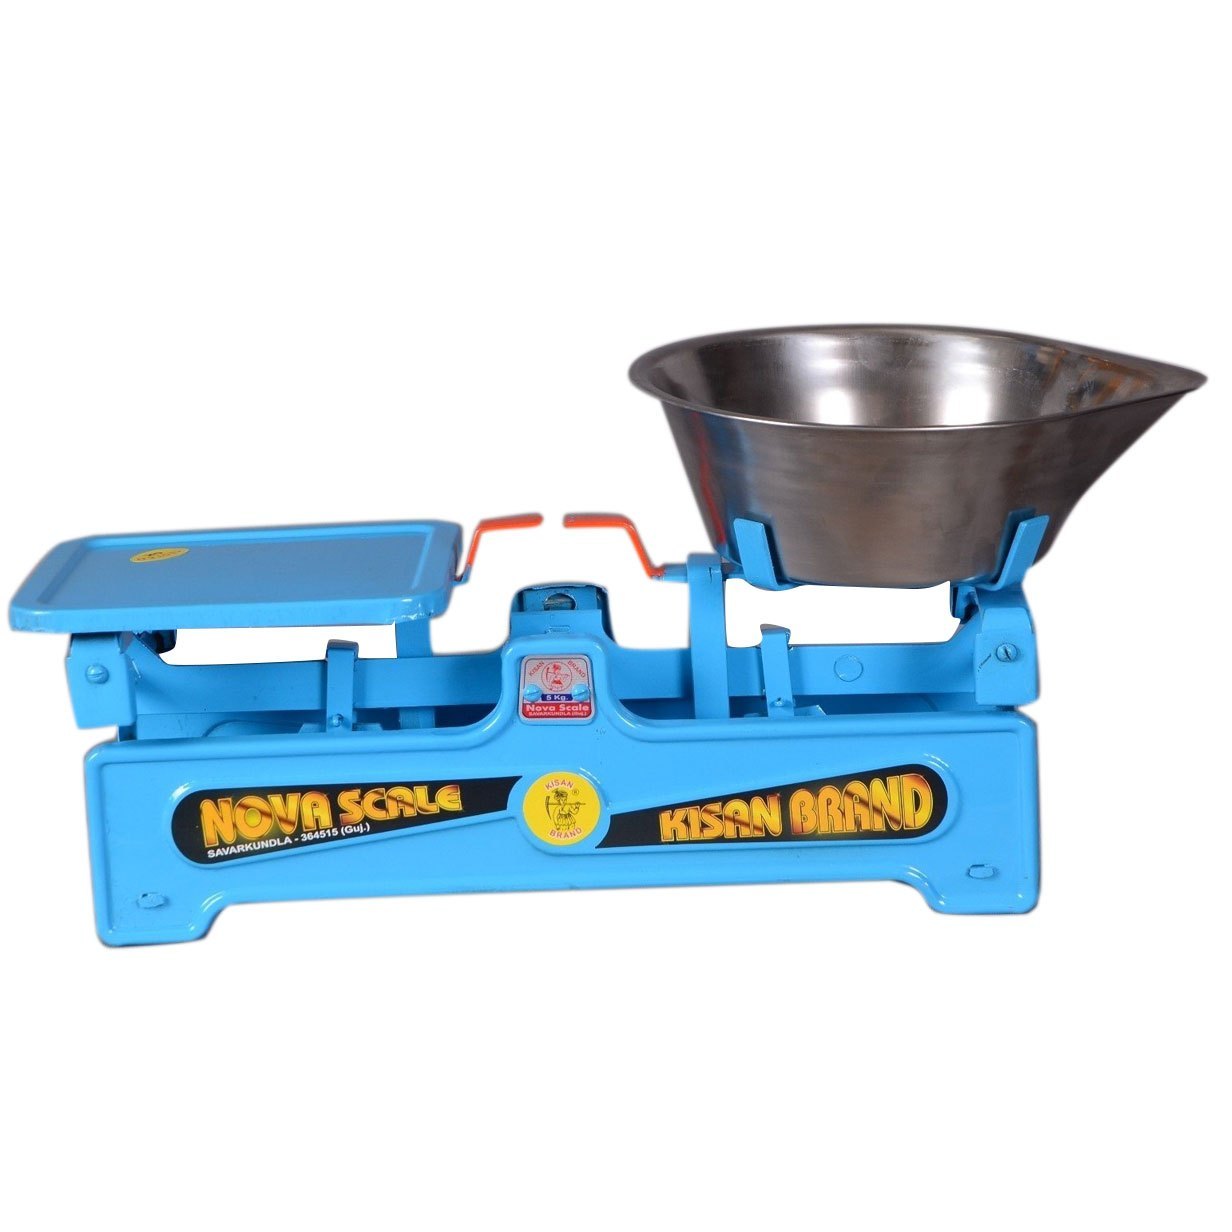 KISAN BRAND
5 Kg.
Nova Scale
SAVARKUNDLA (Guj.)
NOVA SCALE
SAVARKUNDLA - 364515 (Guj.)
KISAN
®
BRAND
KISAN BRAND